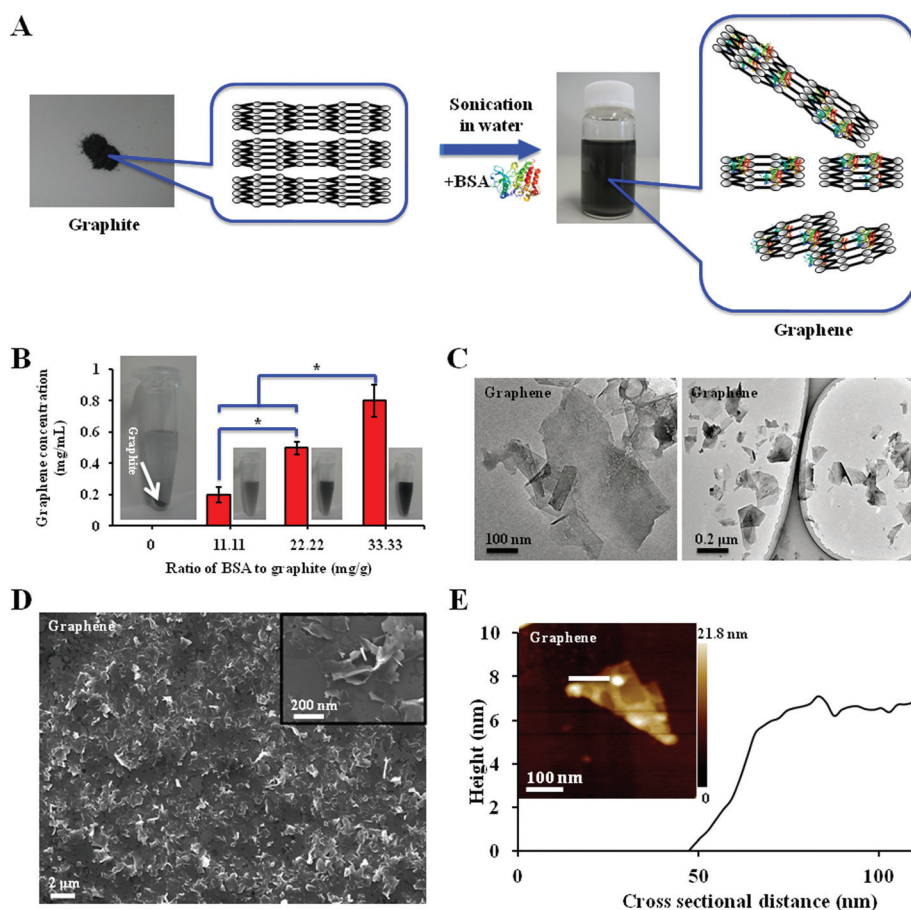 A
Graphite
Sonication
in water
+BSA
Graphene
B
Graphene concentration
(mg/mL)
1
0.8
0.6
0.4
0.2
0
Graphite
*
*
0
11.11
22.22
33.33
Ratio of BSA to graphite (mg/g)
C
Graphene
100 nm
Graphene
0.2 µm
D
Graphene
200 nm
2 µm
E
Height (nm)
10
8
6
4
2
0
Graphene
100 nm
21.8 nm
0
0
50
100
Cross sectional distance (nm)